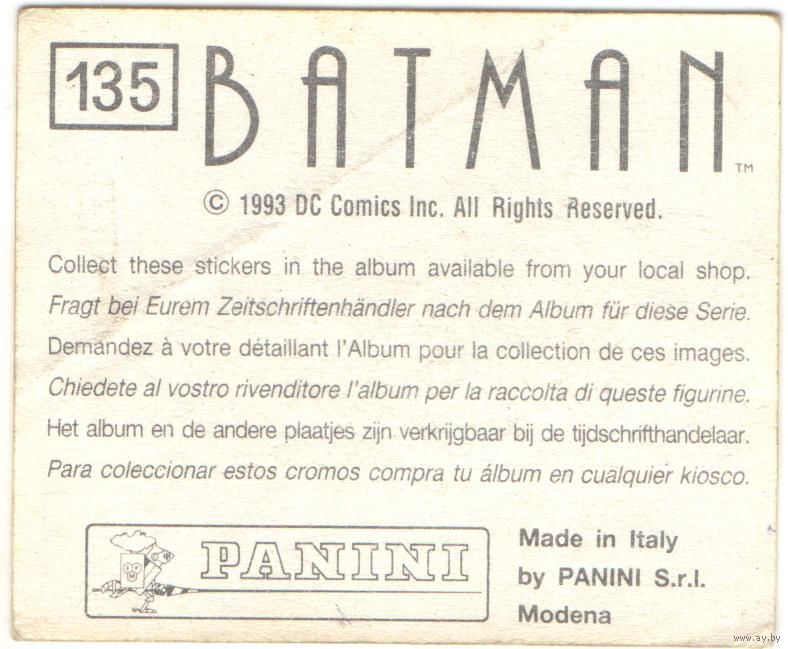 135 BATMAN™
© 1993 DC Comics Inc. All Rights Reserved.
Collect these stickers in the album available from your local shop.
Fragt bei Eurem Zeitschriftenhändler nach dem Album für diese Serie.
Demandez à votre détaillant l'Album pour la collection de ces images.
Chiedete al vostro rivenditore l'album per la raccolta di queste figurine.
Het album en de andere plaatjes zijn verkrijgbaar bij de tijdschrifthandelaar.
Para coleccionar estos cromos compra tu álbum en cualquier kiosco.
PANINI
Made in Italy
by PANINI S.r.l.
Modena
www.ay.by